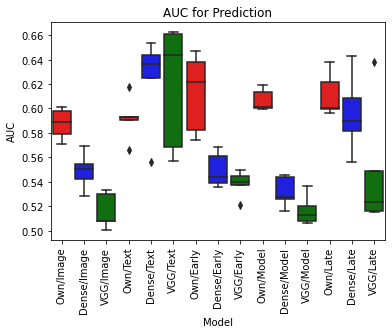 AUC for Prediction
AUC
0.66
0.64
0.62
0.60
0.58
0.56
0.54
0.52
0.50
Own/Image
Dense/Image
VGG/Image
Own/Text
Dense/Text
VGG/Text
Own/Early
Dense/Early
VGG/Early
Own/Model
Dense/Model
VGG/Model
Own/Late
Dense/Late
VGG/Late
Model